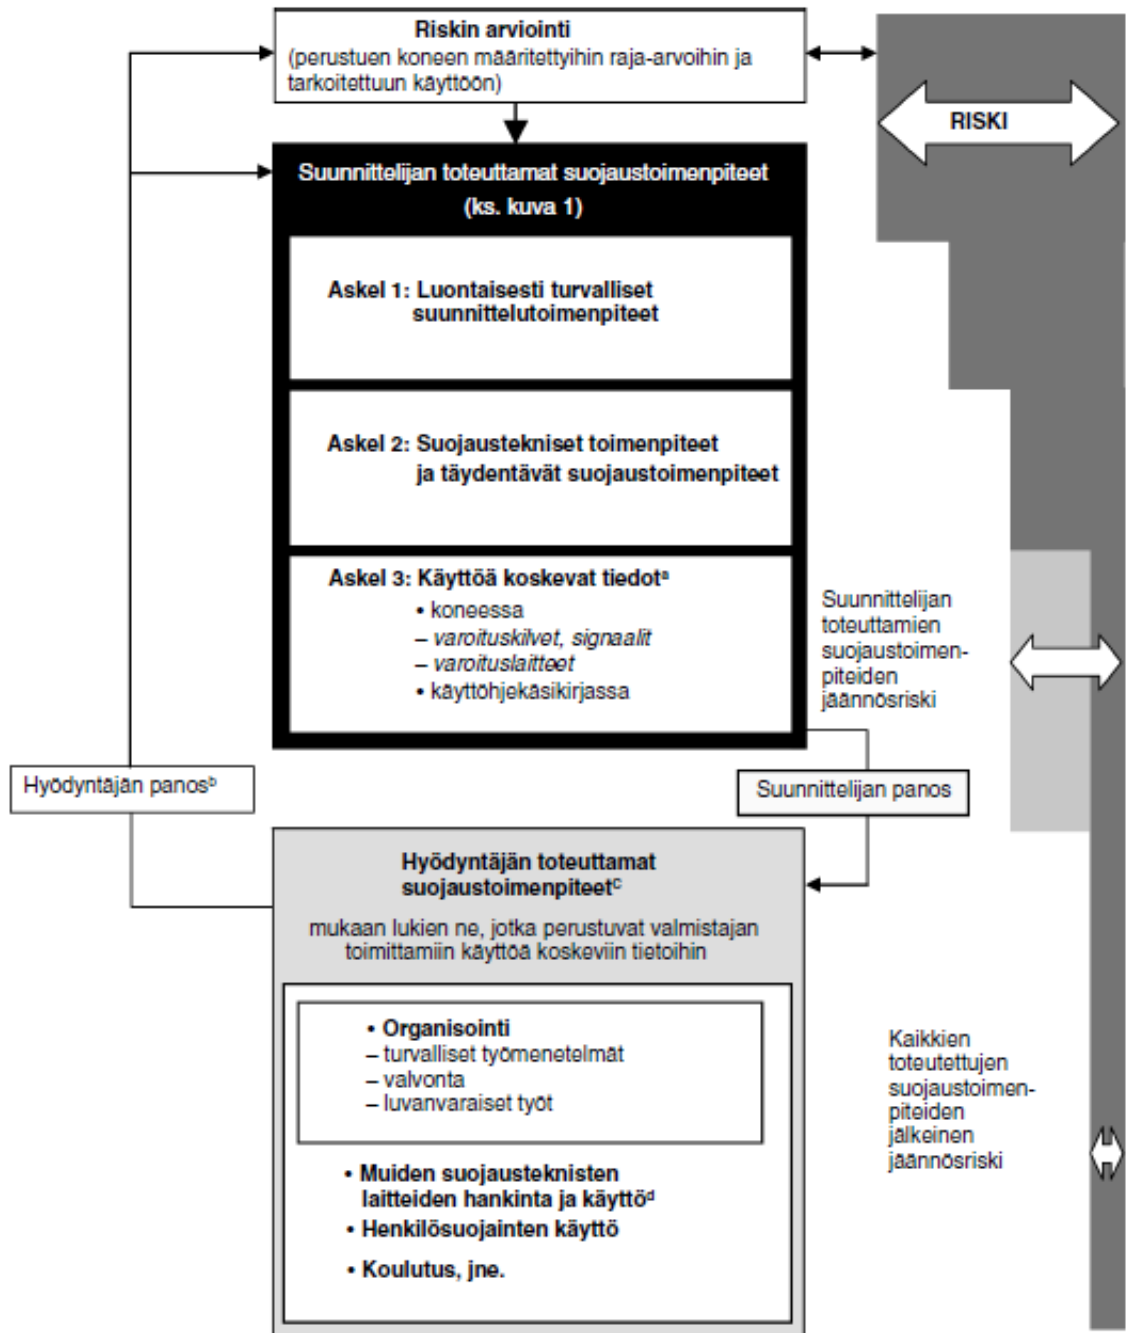 Riskin arviointi
(perustuen koneen määritettyihin raja-arvoihin ja
tarkoitettuun käyttöön)
RISKI
Suunnittelijan toteuttamat suojaustoimenpiteet
(ks. kuva 1)
Askel 1: Luontaisesti turvalliset
suunnittelutoimenpiteet
Askel 2: Suojaustekniset toimenpiteet
ja täydentävät suojaustoimenpiteet
Askel 3: Käyttöä koskevat tiedotᵃ
• koneessa
– varoituskilvet, signaalit
– varoituslaitteet
• käyttöhjekäsikirjassa
Suunnittelijan
toteuttamien
suojaustoimen-
piteiden
jäännösriski
Hyödyntäjän panosᵇ
Suunnittelijan panos
Hyödyntäjän toteuttamat
suojaustoimenpiteetᶜ
mukaan lukien ne, jotka perustuvat valmistajan
toimittamiin käyttöä koskeviin tietoihin
• Organisointi
– turvalliset työmenetelmät
– valvonta
– luvanvaraiset työt
• Muiden suojausteknisten
laitteiden hankinta ja käyttöᵈ
• Henkilösuojainten käyttö
• Koulutus, jne.
Kaikkien
toteutettujen
suojaustoimen-
piteiden
jälkeinen
jäännösriski